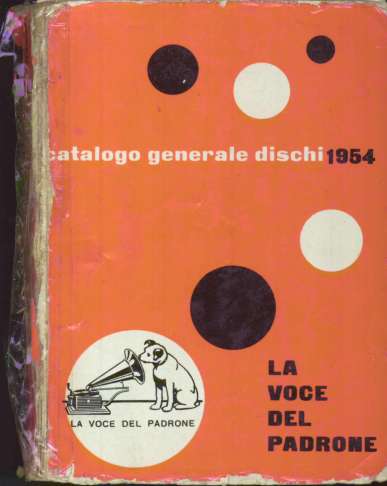 catalogo generale dischi 1954
LA VOCE DEL PADRONE
LA
VOCE
DEL
PADRONE